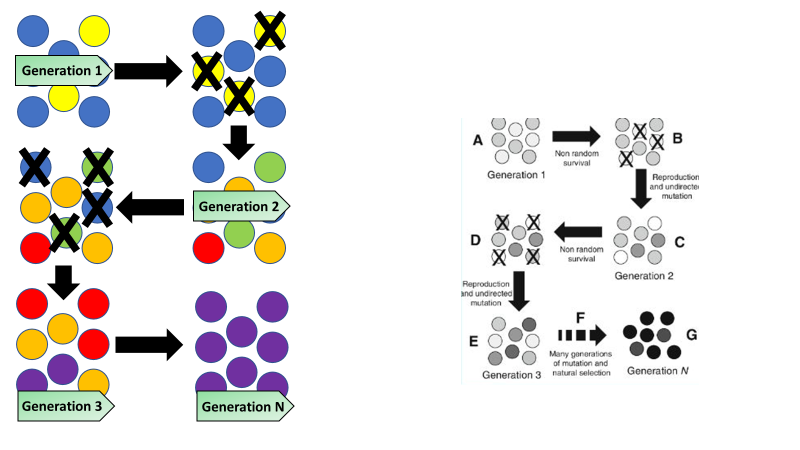 Generation 1
Generation 2
Generation 3
Generation N
A
B
Non random
survival
Generation 1
Reproduction
and undirected
mutation
D
C
Non random
survival
Generation 2
Reproduction
and undirected
mutation
E
F
G
Many generations
of mutation and
natural selection
Generation 3
Generation N